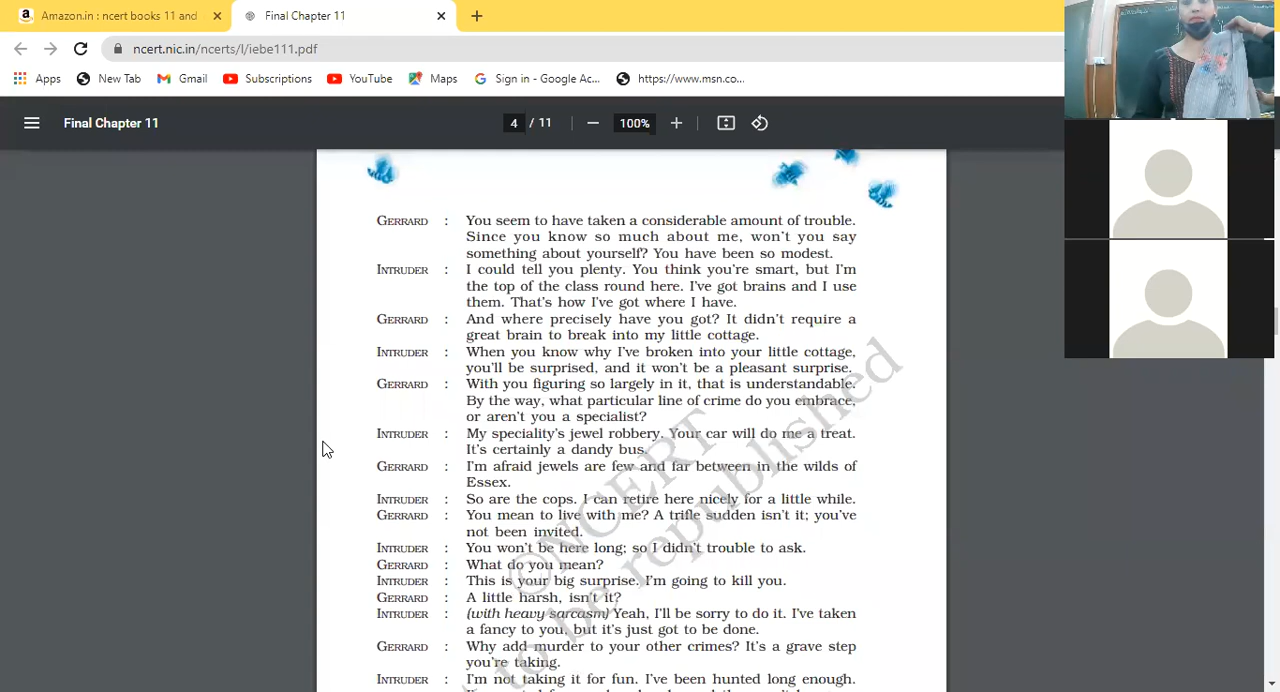 Amazon.in : ncert books 11 and
Final Chapter 11
ncert.nic.in/ncerts/l/iebe111.pdf
Apps New Tab Gmail Subscriptions YouTube Maps Sign in - Google Ac... https://www.msn.co...
Final Chapter 11
4 / 11
100%
GERRARD : You seem to have taken a considerable amount of trouble.
Since you know so much about me, won't you say
something about yourself? You have been so modest.
INTRUDER : I could tell you plenty. You think you're smart, but I'm
the top of the class round here. I've got brains and I use
them. That's how I've got where I have.
GERRARD : And where precisely have you got? It didn't require a
great brain to break into my little cottage.
INTRUDER : When you know why I've broken into your little cottage,
you'll be surprised, and it won't be a pleasant surprise.
GERRARD : With you figuring so largely in it, that is understandable.
By the way, what particular line of crime do you embrace,
or aren't you a specialist?
INTRUDER : My speciality's jewel robbery. Your car will do me a treat.
It's certainly a dandy bus.
GERRARD : I'm afraid jewels are few and far between in the wilds of
Essex.
INTRUDER : So are the cops. I can retire here nicely for a little while.
GERRARD : You mean to live with me? A trifle sudden isn't it; you've
not been invited.
INTRUDER : You won't be here long; so I didn't trouble to ask.
GERRARD : What do you mean?
INTRUDER : This is your big surprise. I'm going to kill you.
GERRARD : A little harsh, isn't it?
INTRUDER : (with heavy sarcasm) Yeah, I'll be sorry to do it. I've taken
a fancy to you, but it's just got to be done.
GERRARD : Why add murder to your other crimes? It's a grave step
you're taking.
INTRUDER : I'm not taking it for fun. I've been hunted long enough.
©NCERT
to be republished